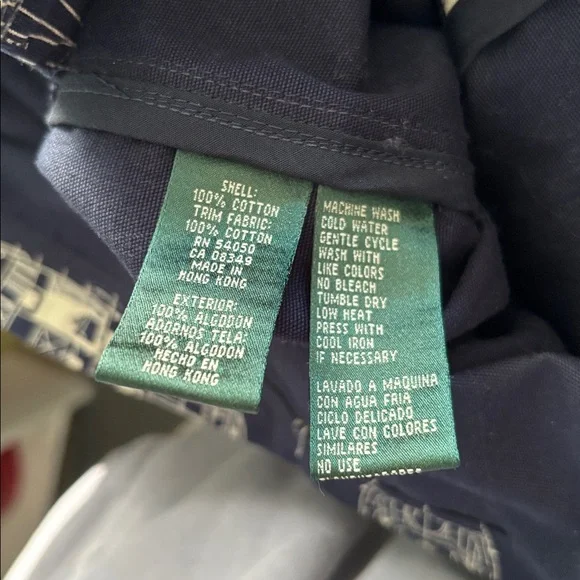 SHELL:
100% COTTON
TRIM FABRIC:
100% COTTON
RN 54050
CA 08349
MADE IN
HONG KONG
EXTERIOR:
100% ALGODON
ADORNOS TELA:
100% ALGODON
HECHO EN
HONG KONG
MACHINE WASH
COLD WATER
GENTLE CYCLE
WASH WITH
LIKE COLORS
NO BLEACH
TUMBLE DRY
LOW HEAT
PRESS WITH
COOL IRON
IF NECESSARY
LAVADO A MAQUINA
CON AGUA FRIA
CICLO DELICADO
LAVE CON COLORES
SIMILARES
NO USE